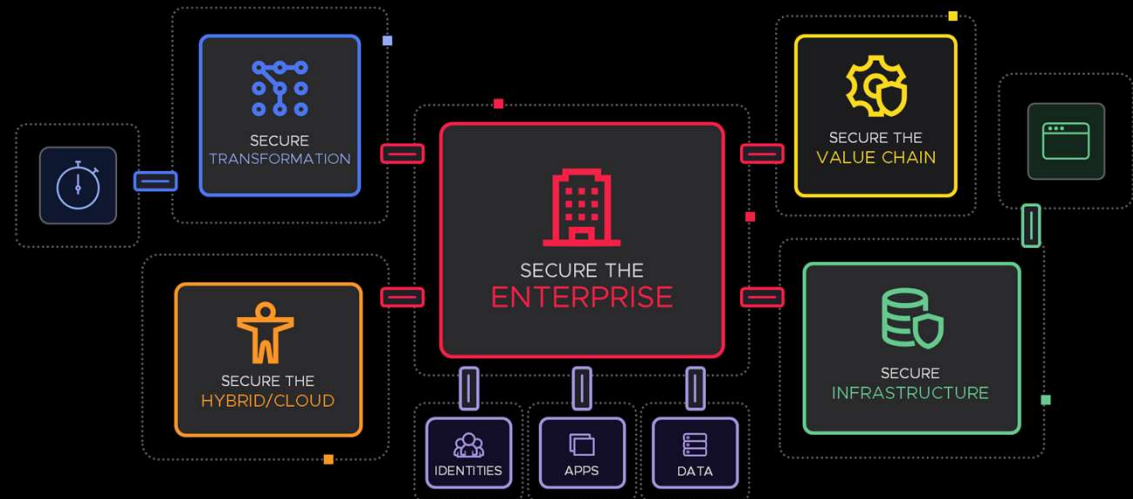 SECURE
TRANSFORMATION
SECURE THE
VALUE CHAIN
SECURE THE
ENTERPRISE
SECURE THE
HYBRID/CLOUD
SECURE
INFRASTRUCTURE
IDENTITIES
APPS
DATA